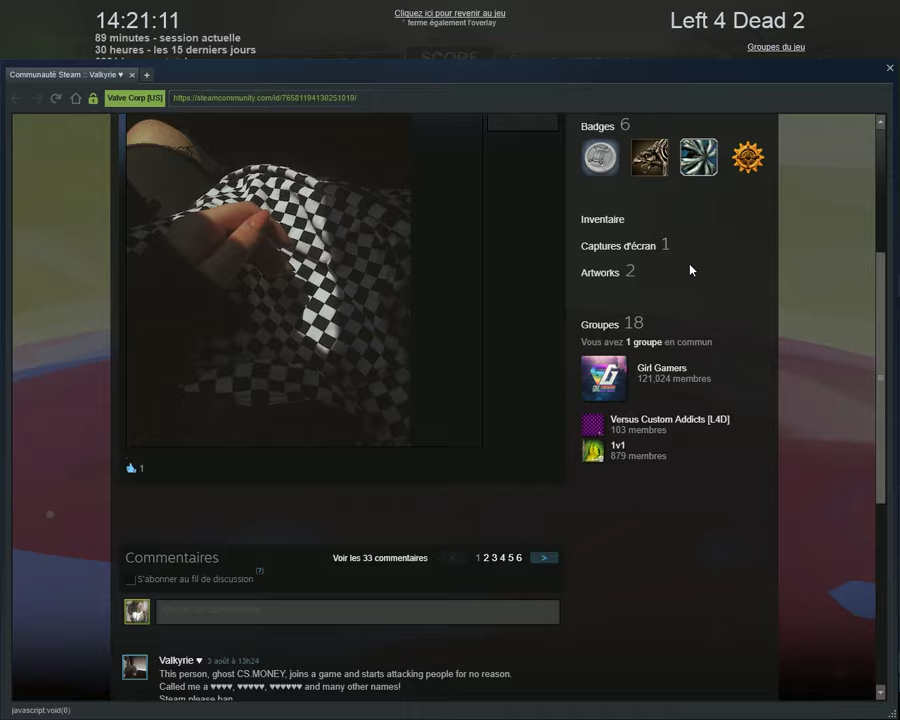 14:21:11
89 minutes - session actuelle
30 heures - les 15 derniers jours
Cliquez ici pour revenir au jeu
* ferme également l'overlay
Left 4 Dead 2
Groupes du jeu
SCORE
Communauté Steam :: Valkyrie ♥ × +
Valve Corp [US]
https://steamcommunity.com/id/76581194130251019/
Badges 6
Inventaire
Captures d'écran 1
Artworks 2
Groupes 18
Vous avez 1 groupe en commun
Girl Gamers
121,024 membres
Versus Custom Addicts [L4D]
103 membres
1v1
879 membres
1
Commentaires
Voir les 33 commentaires < 1 2 3 4 5 6 >
S'abonner au fil de discussion (?)
Valkyrie ♥ 3 août à 13h24
This person, ghost CS.MONEY, joins a game and starts attacking people for no reason.
Called me a ♥♥♥♥, ♥♥♥♥♥, ♥♥♥♥♥♥ and many other names!
Steam please ban
javascript:void(0)